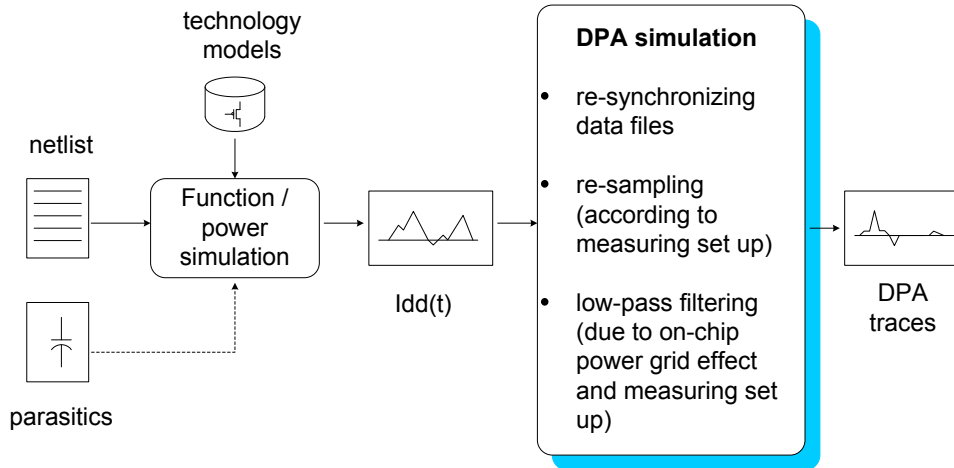 technology
models
netlist
Function /
power
simulation
parasitics
Idd(t)
DPA simulation
• re-synchronizing
data files
• re-sampling
(according to
measuring set up)
• low-pass filtering
(due to on-chip
power grid effect
and measuring set
up)
DPA
traces